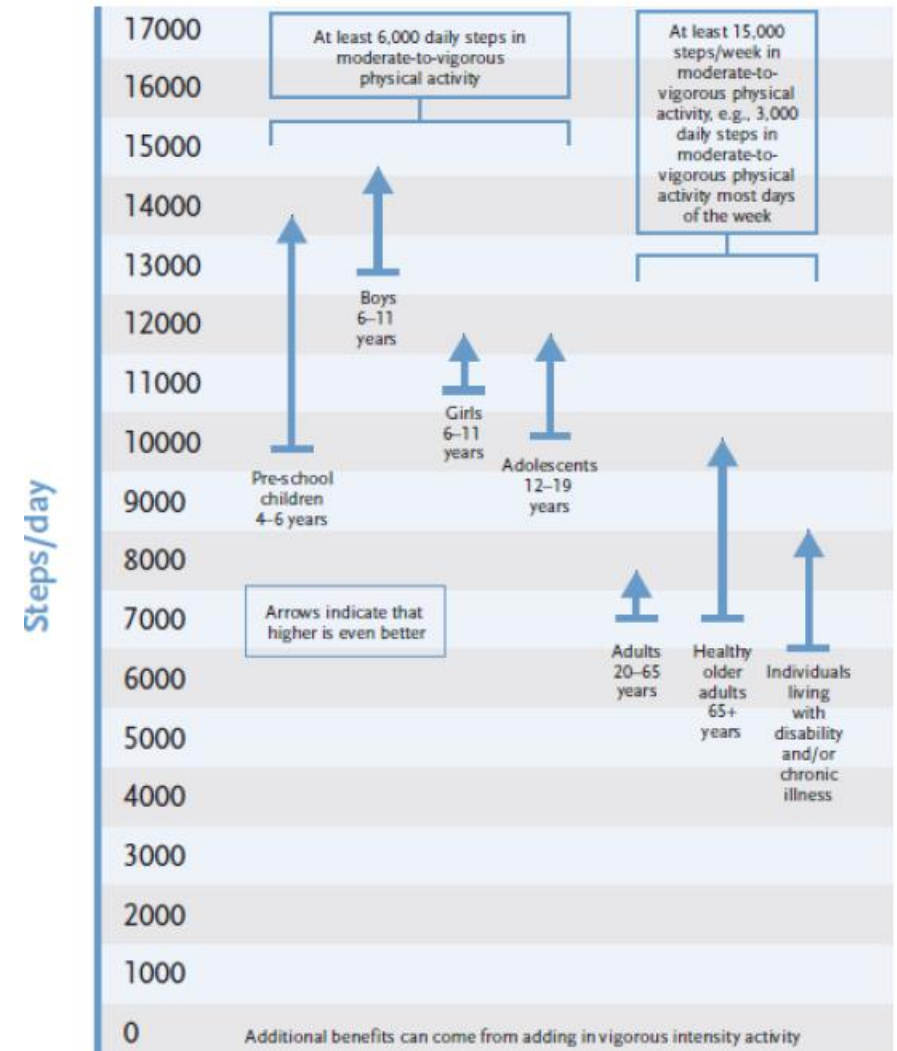 Steps/day
17000
16000
15000
14000
13000
12000
11000
10000
9000
8000
7000
6000
5000
4000
3000
2000
1000
0
At least 6,000 daily steps in
moderate-to-vigorous
physical activity
At least 15,000
steps/week in
moderate-to-
vigorous physical
activity, e.g., 3,000
daily steps in
moderate-to-
vigorous physical
activity most days
of the week
Pre-school
children
4–6 years
Boys
6–11
years
Girls
6–11
years
Adolescents
12–19
years
Arrows indicate that
higher is even better
Adults
20–65
years
Healthy
older
adults
65+
years
Individuals
living
with
disability
and/or
chronic
illness
Additional benefits can come from adding in vigorous intensity activity